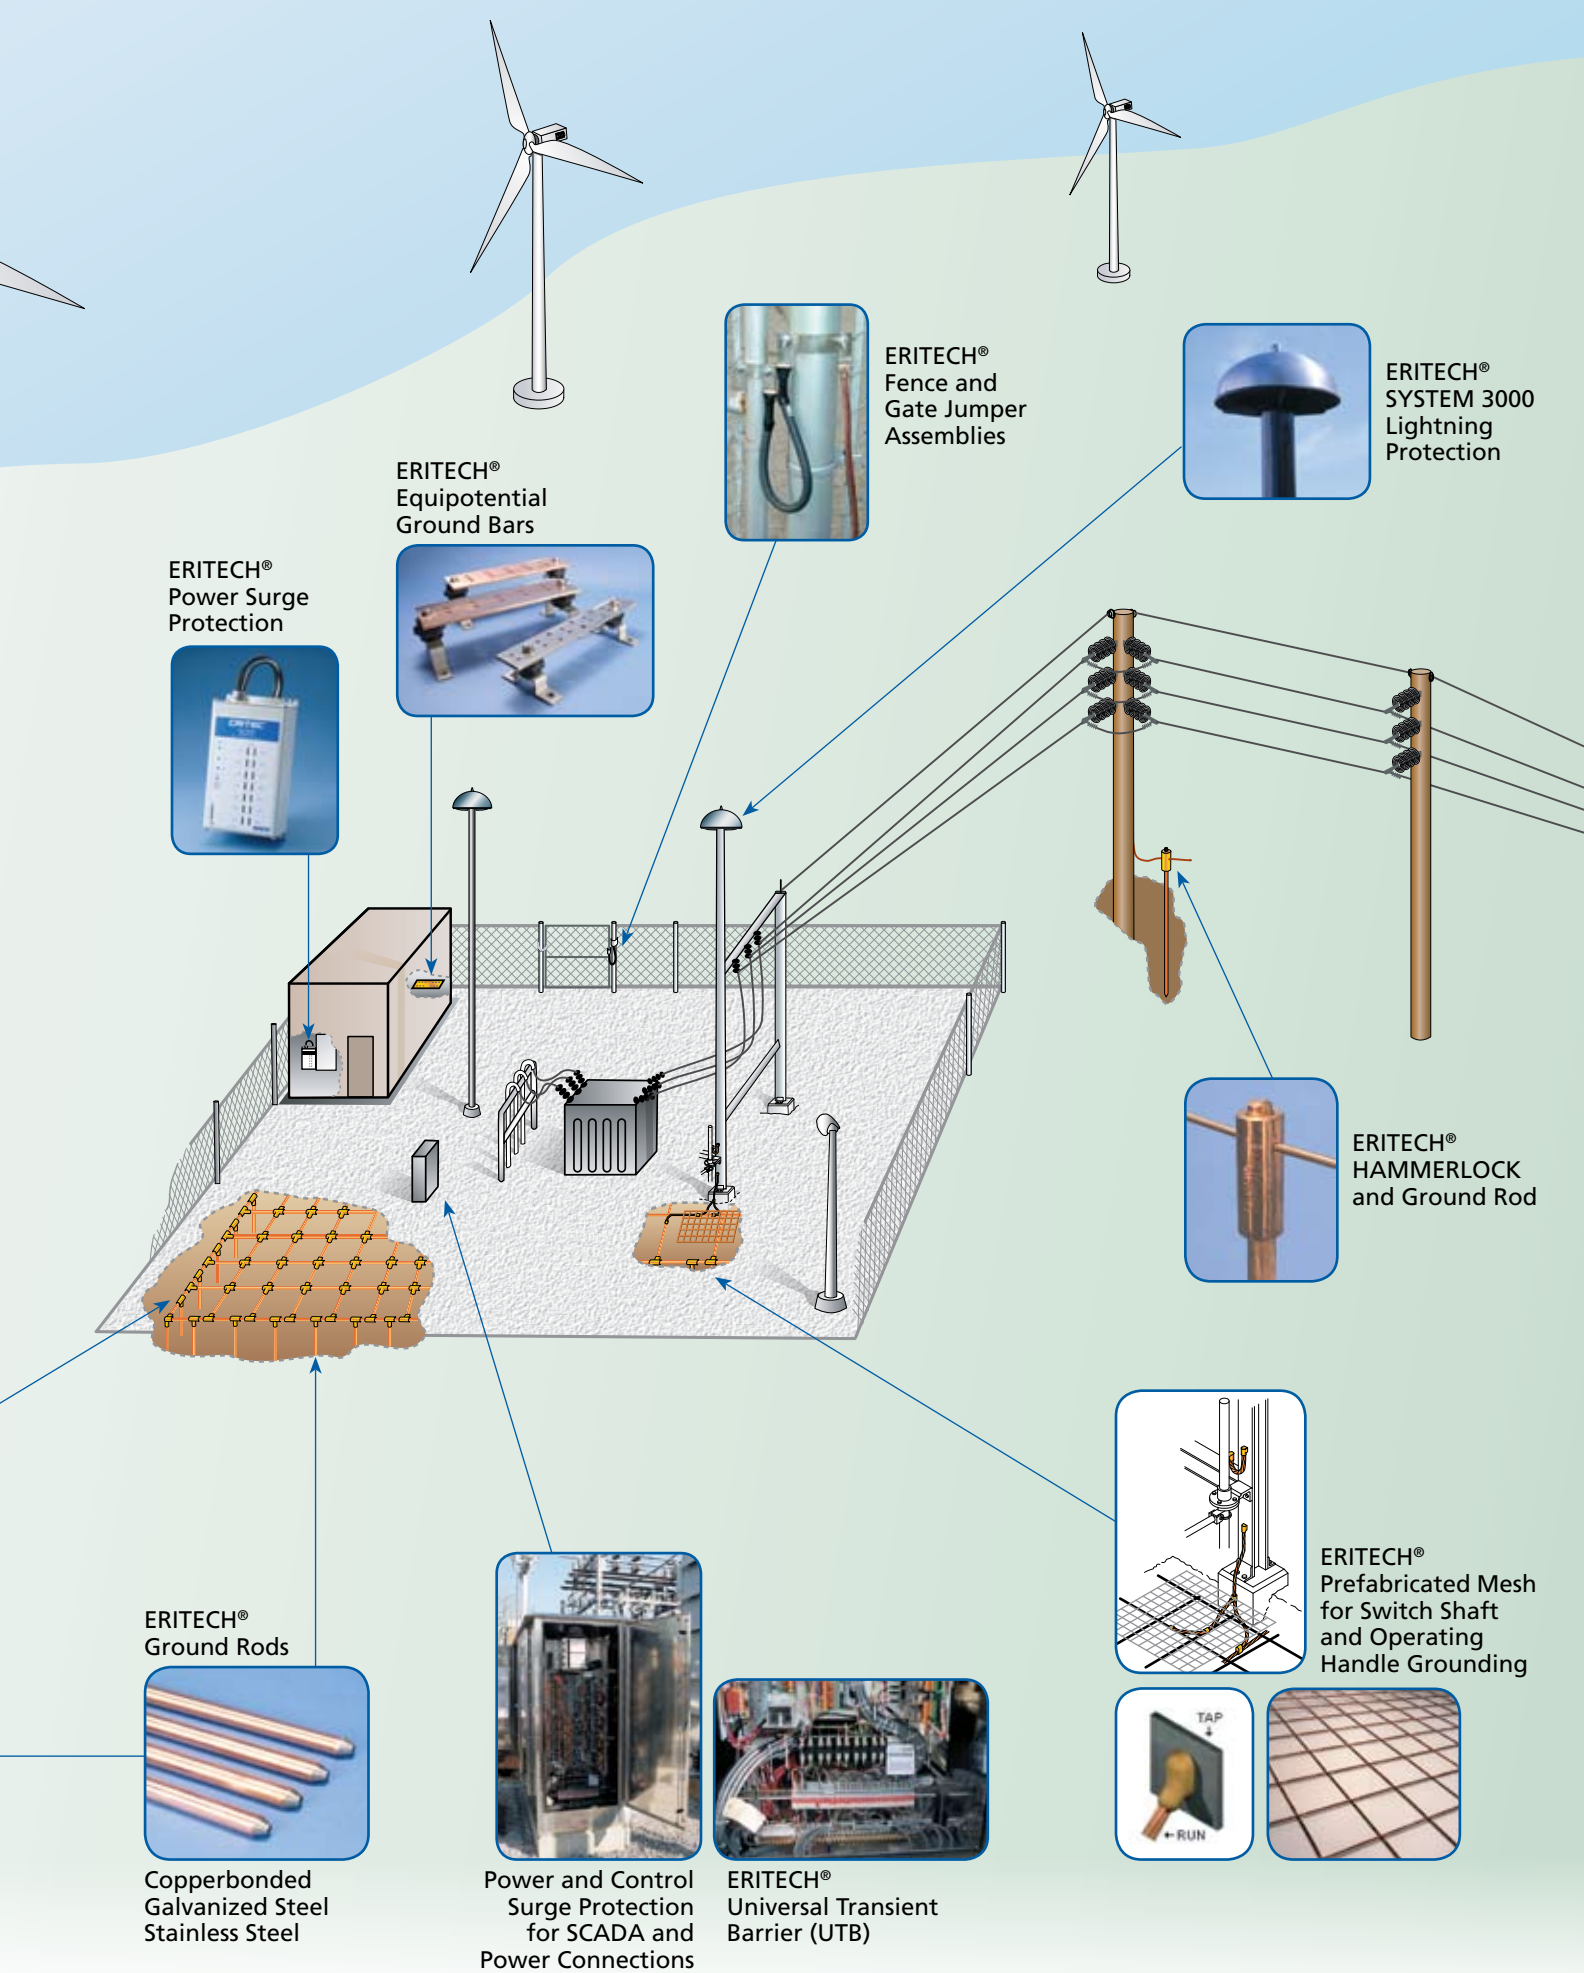 ERITECH®
Fence and
Gate Jumper
Assemblies
ERITECH®
SYSTEM 3000
Lightning
Protection
ERITECH®
Equipotential
Ground Bars
ERITECH®
Power Surge
Protection
CRITEC
ERITECH®
HAMMERLOCK
and Ground Rod
ERITECH®
Prefabricated Mesh
for Switch Shaft
and Operating
Handle Grounding
ERITECH®
Ground Rods
TAP
RUN
Copperbonded
Galvanized Steel
Stainless Steel
Power and Control
Surge Protection
for SCADA and
Power Connections
ERITECH®
Universal Transient
Barrier (UTB)